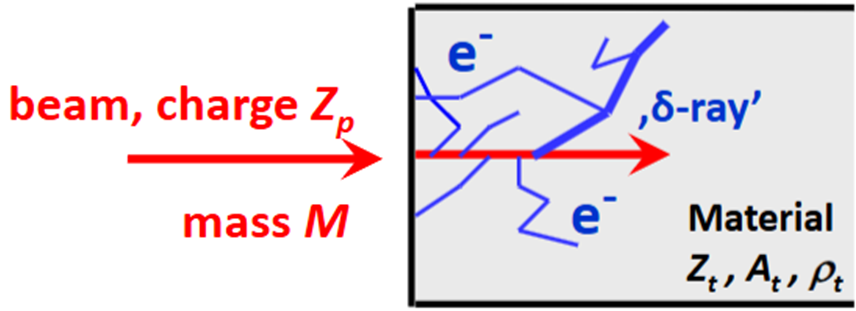 beam, charge Zp
mass M
e-
‚δ-ray’
e-
Material
Zt , At , ρt